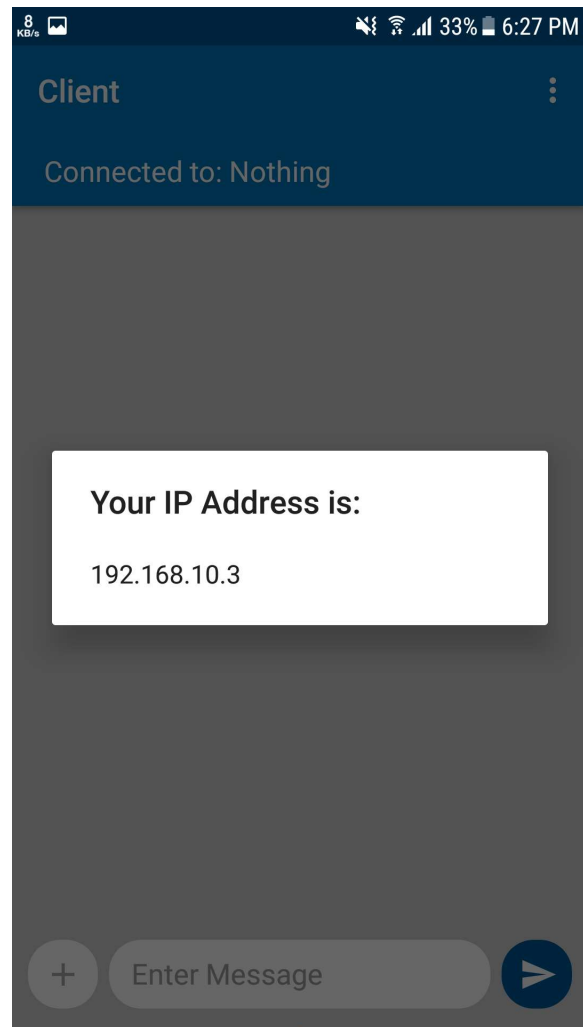 8
KB/s
33% 6:27 PM
Client
Connected to: Nothing
Your IP Address is:
192.168.10.3
Enter Message